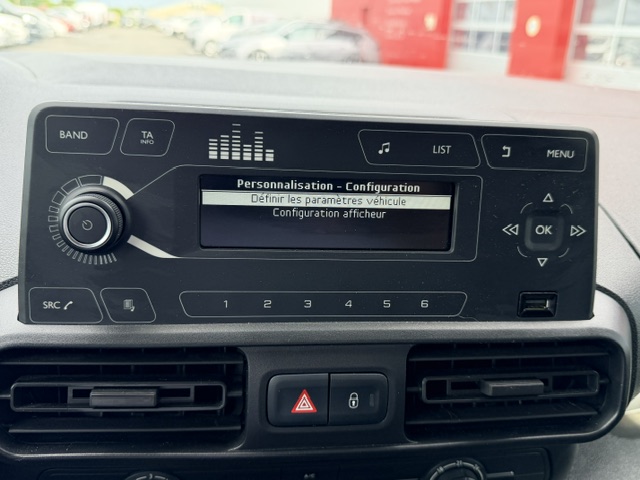 BAND
TA
INFO
LIST
MENU
Personnalisation - Configuration
Définir les paramètres véhicule
Configuration afficheur
OK
SRC
1 2 3 4 5 6